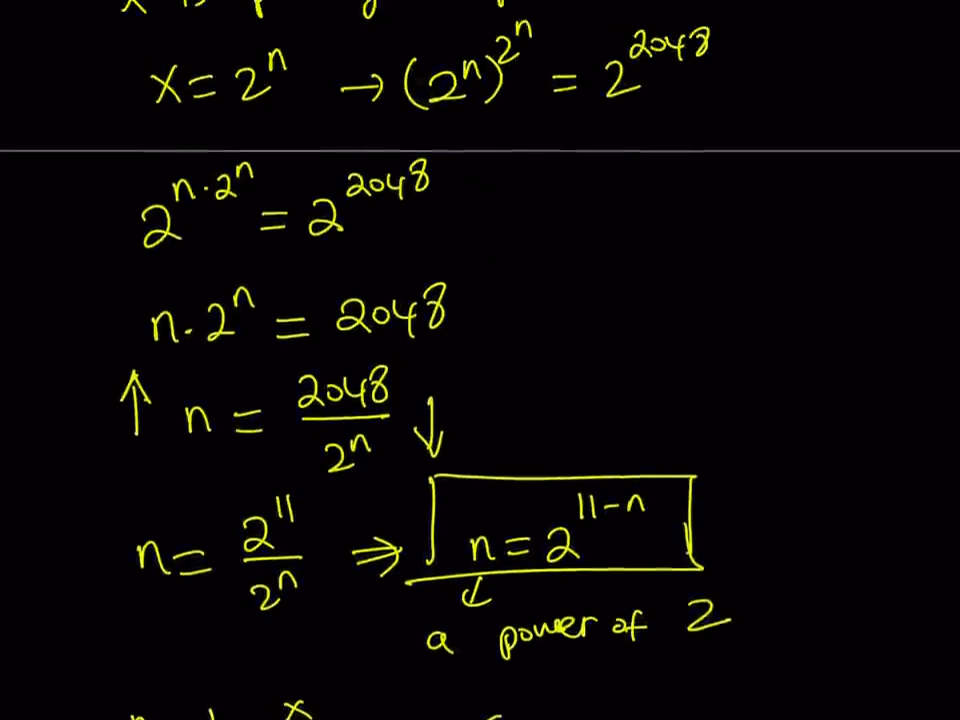 x = 2^n → (2^n)^2^n = 2^2048
2^n·2^n = 2^2048
n·2^n = 2048
↑ n = 2048/2^n ↓
n = 2^11/2^n ⇒ n = 2^11-n
a power of 2